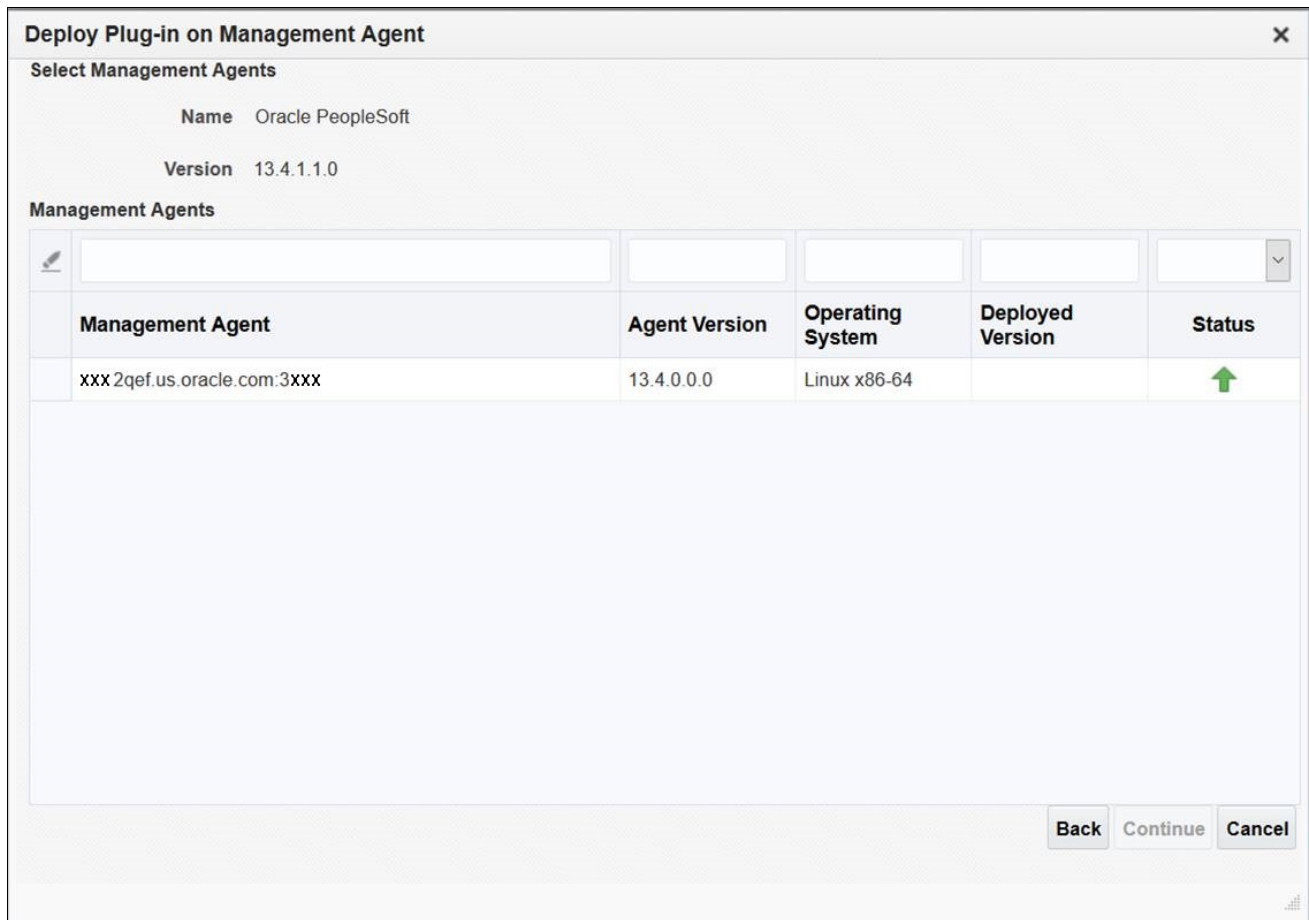 Deploy Plug-in on Management Agent
Select Management Agents
Name Oracle PeopleSoft
Version 13.4.1.1.0
Management Agents
Management Agent Agent Version Operating System Deployed Version Status
xxx 2qef.us.oracle.com:3xxx 13.4.0.0.0 Linux x86-64
Back Continue Cancel